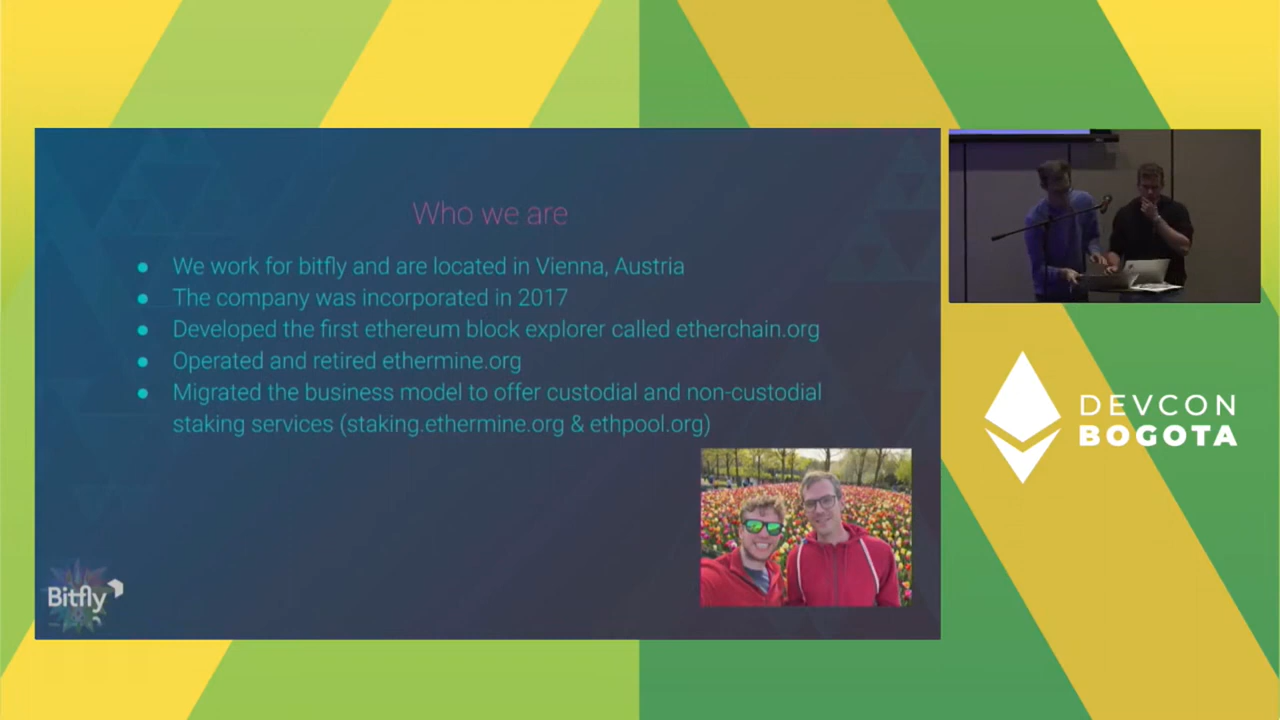 Who we are
● We work for bitfly and are located in Vienna, Austria
● The company was incorporated in 2017
● Developed the first ethereum block explorer called etherchain.org
● Operated and retired ethermine.org
● Migrated the business model to offer custodial and non-custodial
staking services (staking.ethermine.org & ethpool.org)
Bitfly
DEVCON
BOGOTA